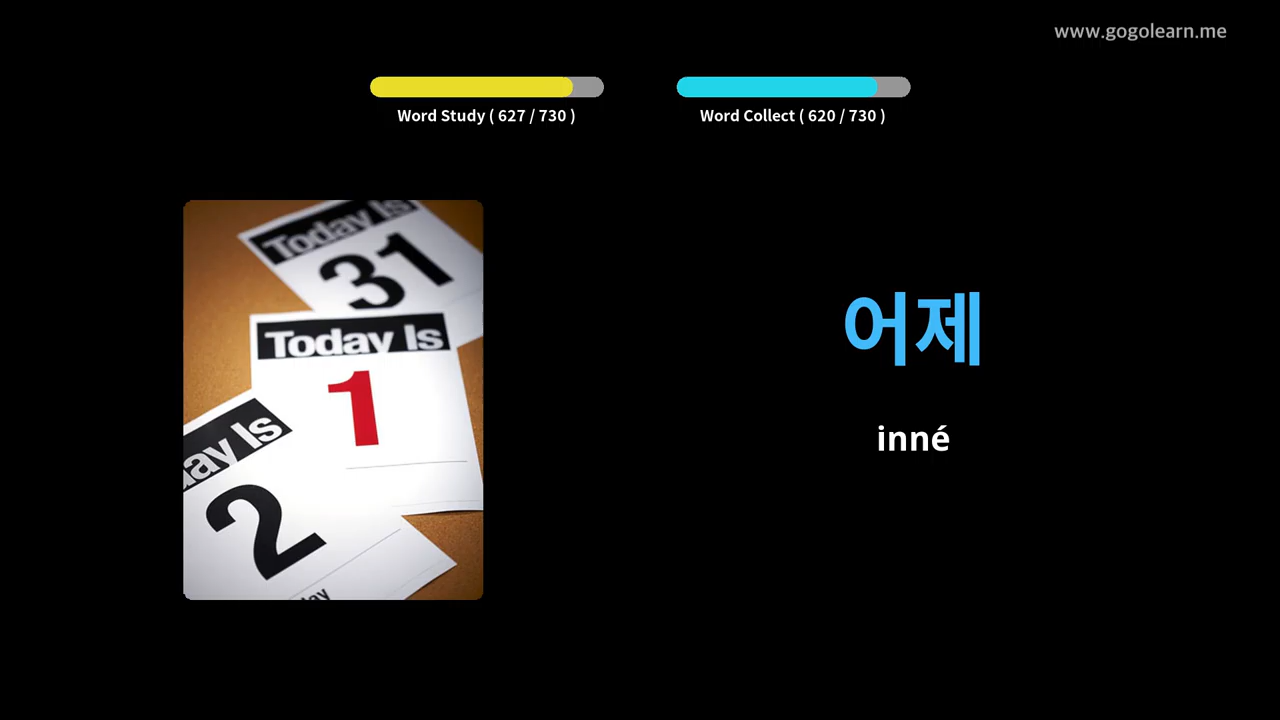 www.gogolearn.me
Word Study ( 627 / 730 )
Word Collect ( 620 / 730 )
Today Is
31
Today Is
1
ay Is
2
ay
어제
inné